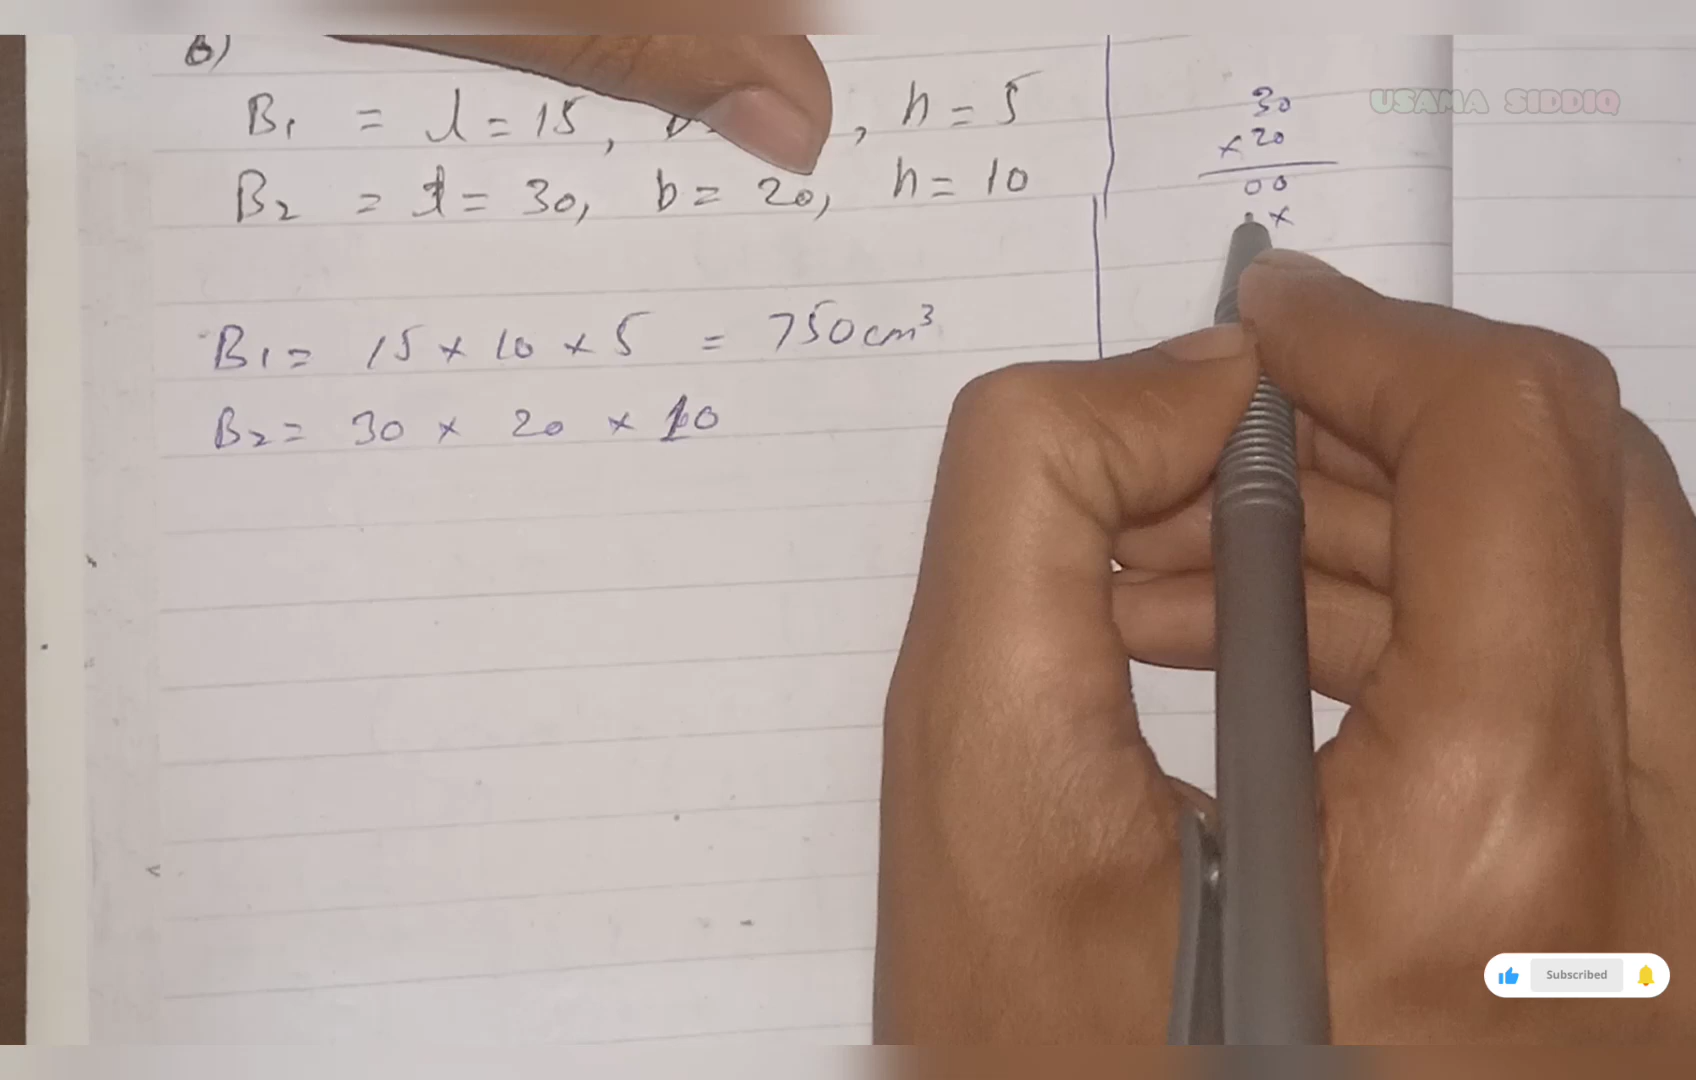 6)
B₁ = l = 15, , h = 5
B₂ = l = 30, b = 20, h = 10
B₁ = 15 × 10 × 5 = 750 cm³
B₂ = 30 × 20 × 10
30
× 20
00
×
USAMA SIDDIQ
Subscribed